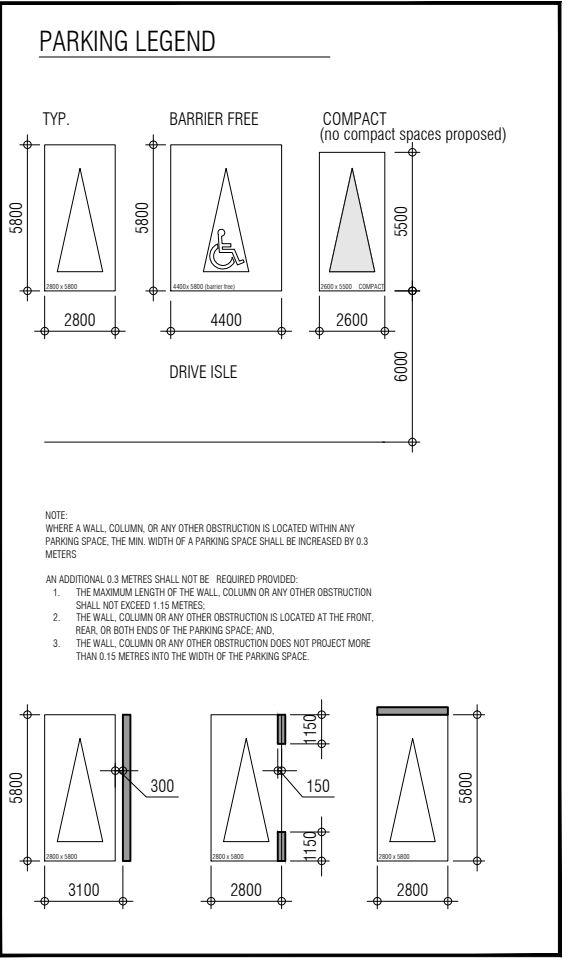 PARKING LEGEND
TYP.
BARRIER FREE
COMPACT
(no compact spaces proposed)
5800
5800
5500
2800 x 5800
4400x 5800 (barrier free)
2600 x 5500 COMPACT
2800
4400
2600
DRIVE ISLE
6000
NOTE:
WHERE A WALL, COLUMN, OR ANY OTHER OBSTRUCTION IS LOCATED WITHIN ANY
PARKING SPACE, THE MIN. WIDTH OF A PARKING SPACE SHALL BE INCREASED BY 0.3
METERS
AN ADDITIONAL 0.3 METRES SHALL NOT BE REQUIRED PROVIDED:
1. THE MAXIMUM LENGTH OF THE WALL, COLUMN OR ANY OTHER OBSTRUCTION
SHALL NOT EXCEED 1.15 METRES;
2. THE WALL, COLUMN OR ANY OTHER OBSTRUCTION IS LOCATED AT THE FRONT,
REAR, OR BOTH ENDS OF THE PARKING SPACE; AND,
3. THE WALL, COLUMN OR ANY OTHER OBSTRUCTION DOES NOT PROJECT MORE
THAN 0.15 METRES INTO THE WIDTH OF THE PARKING SPACE.
5800
300
2800 x 5800
3100
1150
150
1150
2800 x 5800
2800
5800
2800 x 5800
2800